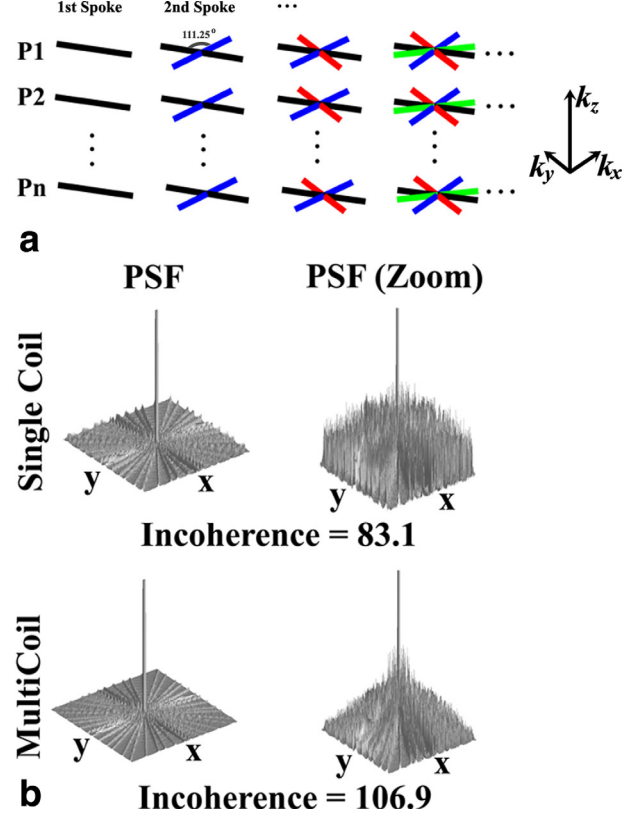 1st Spoke 2nd Spoke ...
P1 111.25° ...
P2 ...
Pn ...
kz
ky kx
a
PSF PSF (Zoom)
Single Coil
y x y x
Incoherence = 83.1
MultiCoil
y x y x
b Incoherence = 106.9